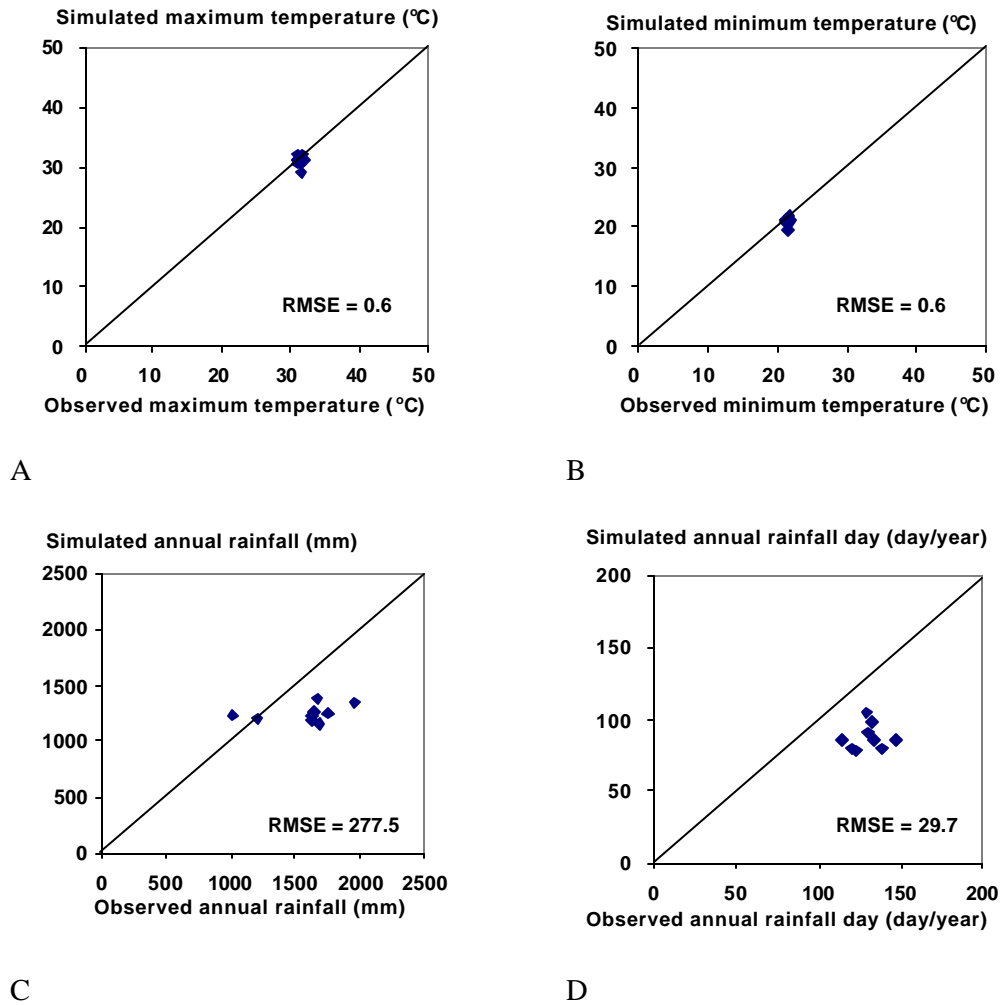 Simulated maximum temperature (ºC)
50
40
30
20
10
0
RMSE = 0.6
0 10 20 30 40 50
Observed maximum temperature (ºC)
A
Simulated minimum temperature (ºC)
50
40
30
20
10
0
RMSE = 0.6
0 10 20 30 40 50
Observed minimum temperature (ºC)
B
Simulated annual rainfall (mm)
2500
2000
1500
1000
500
0
RMSE = 277.5
0 500 1000 1500 2000 2500
Observed annual rainfall (mm)
C
Simulated annual rainfall day (day/year)
200
150
100
50
0
RMSE = 29.7
0 50 100 150 200
Observed annual rainfall day (day/year)
D